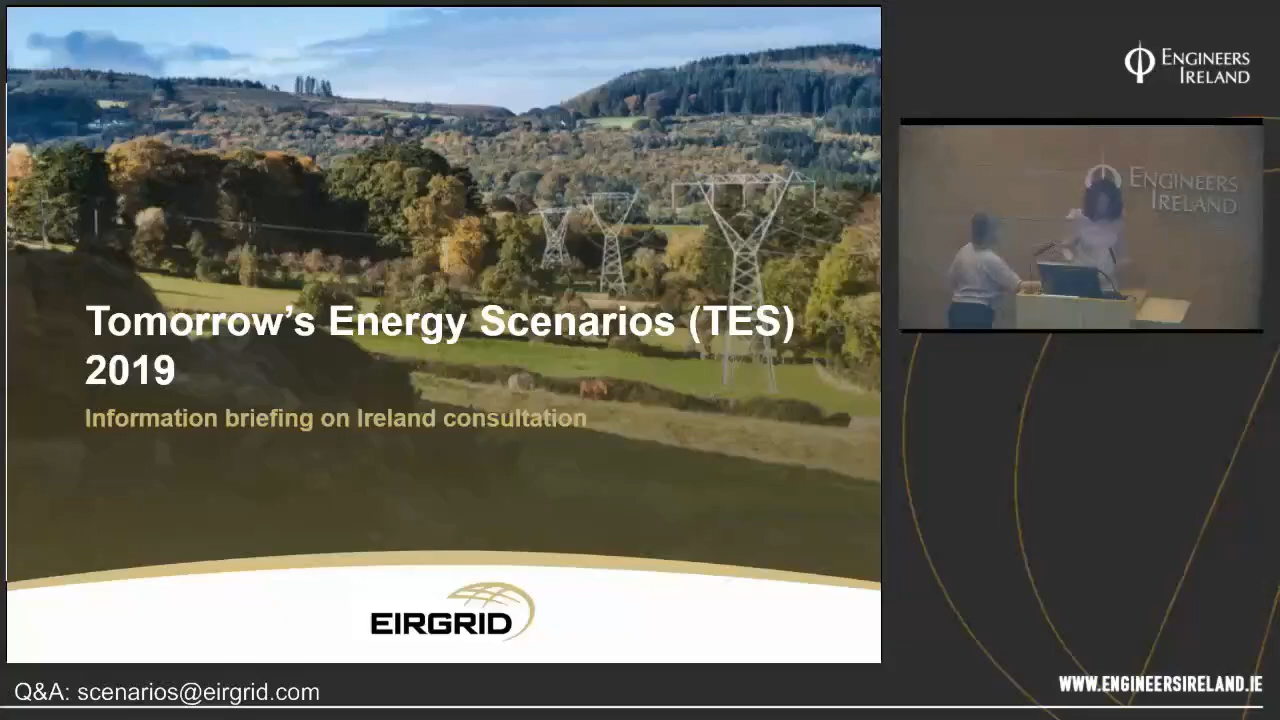 Tomorrow's Energy Scenarios (TES)
2019
Information briefing on Ireland consultation
EIRGRID
Q&A: scenarios@eirgrid.com
ENGINEERS
IRELAND
ENGINEERS
IRELAND
WWW.ENGINEERSIRELAND.IE